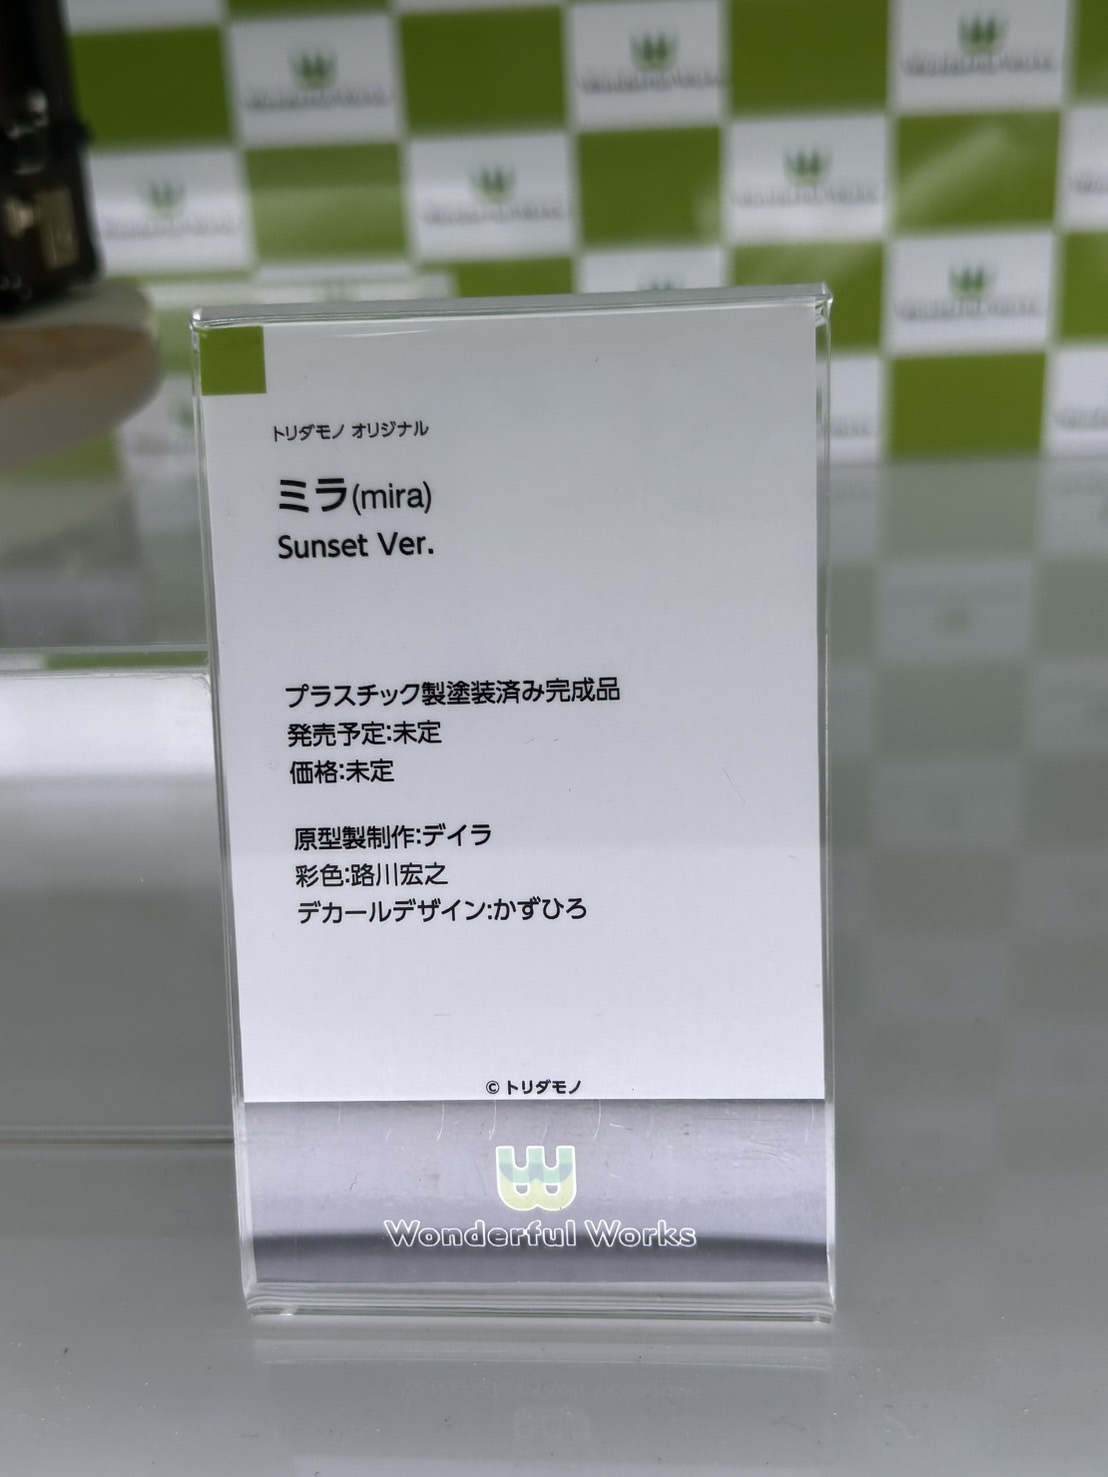 トリダモノ オリジナル
ミラ(mira)
Sunset Ver.
プラスチック製塗装済み完成品
発売予定:未定
価格:未定
原型製制作:デイラ
彩色:路川宏之
デカールデザイン:かずひろ
© トリダモノ
Wonderful Works